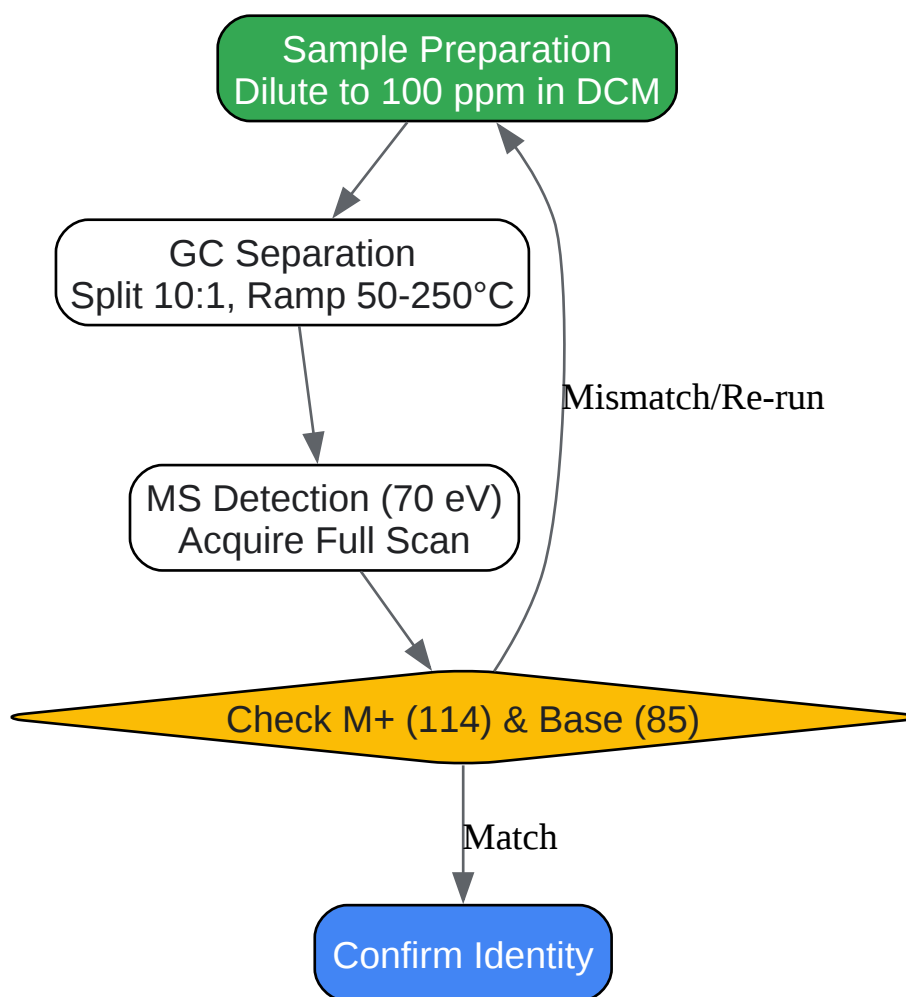 Sample Preparation
Dilute to 100 ppm in DCM
GC Separation
Split 10:1, Ramp 50-250°C
Mismatch/Re-run
MS Detection (70 eV)
Acquire Full Scan
Check M+ (114) & Base (85)
Match
Confirm Identity